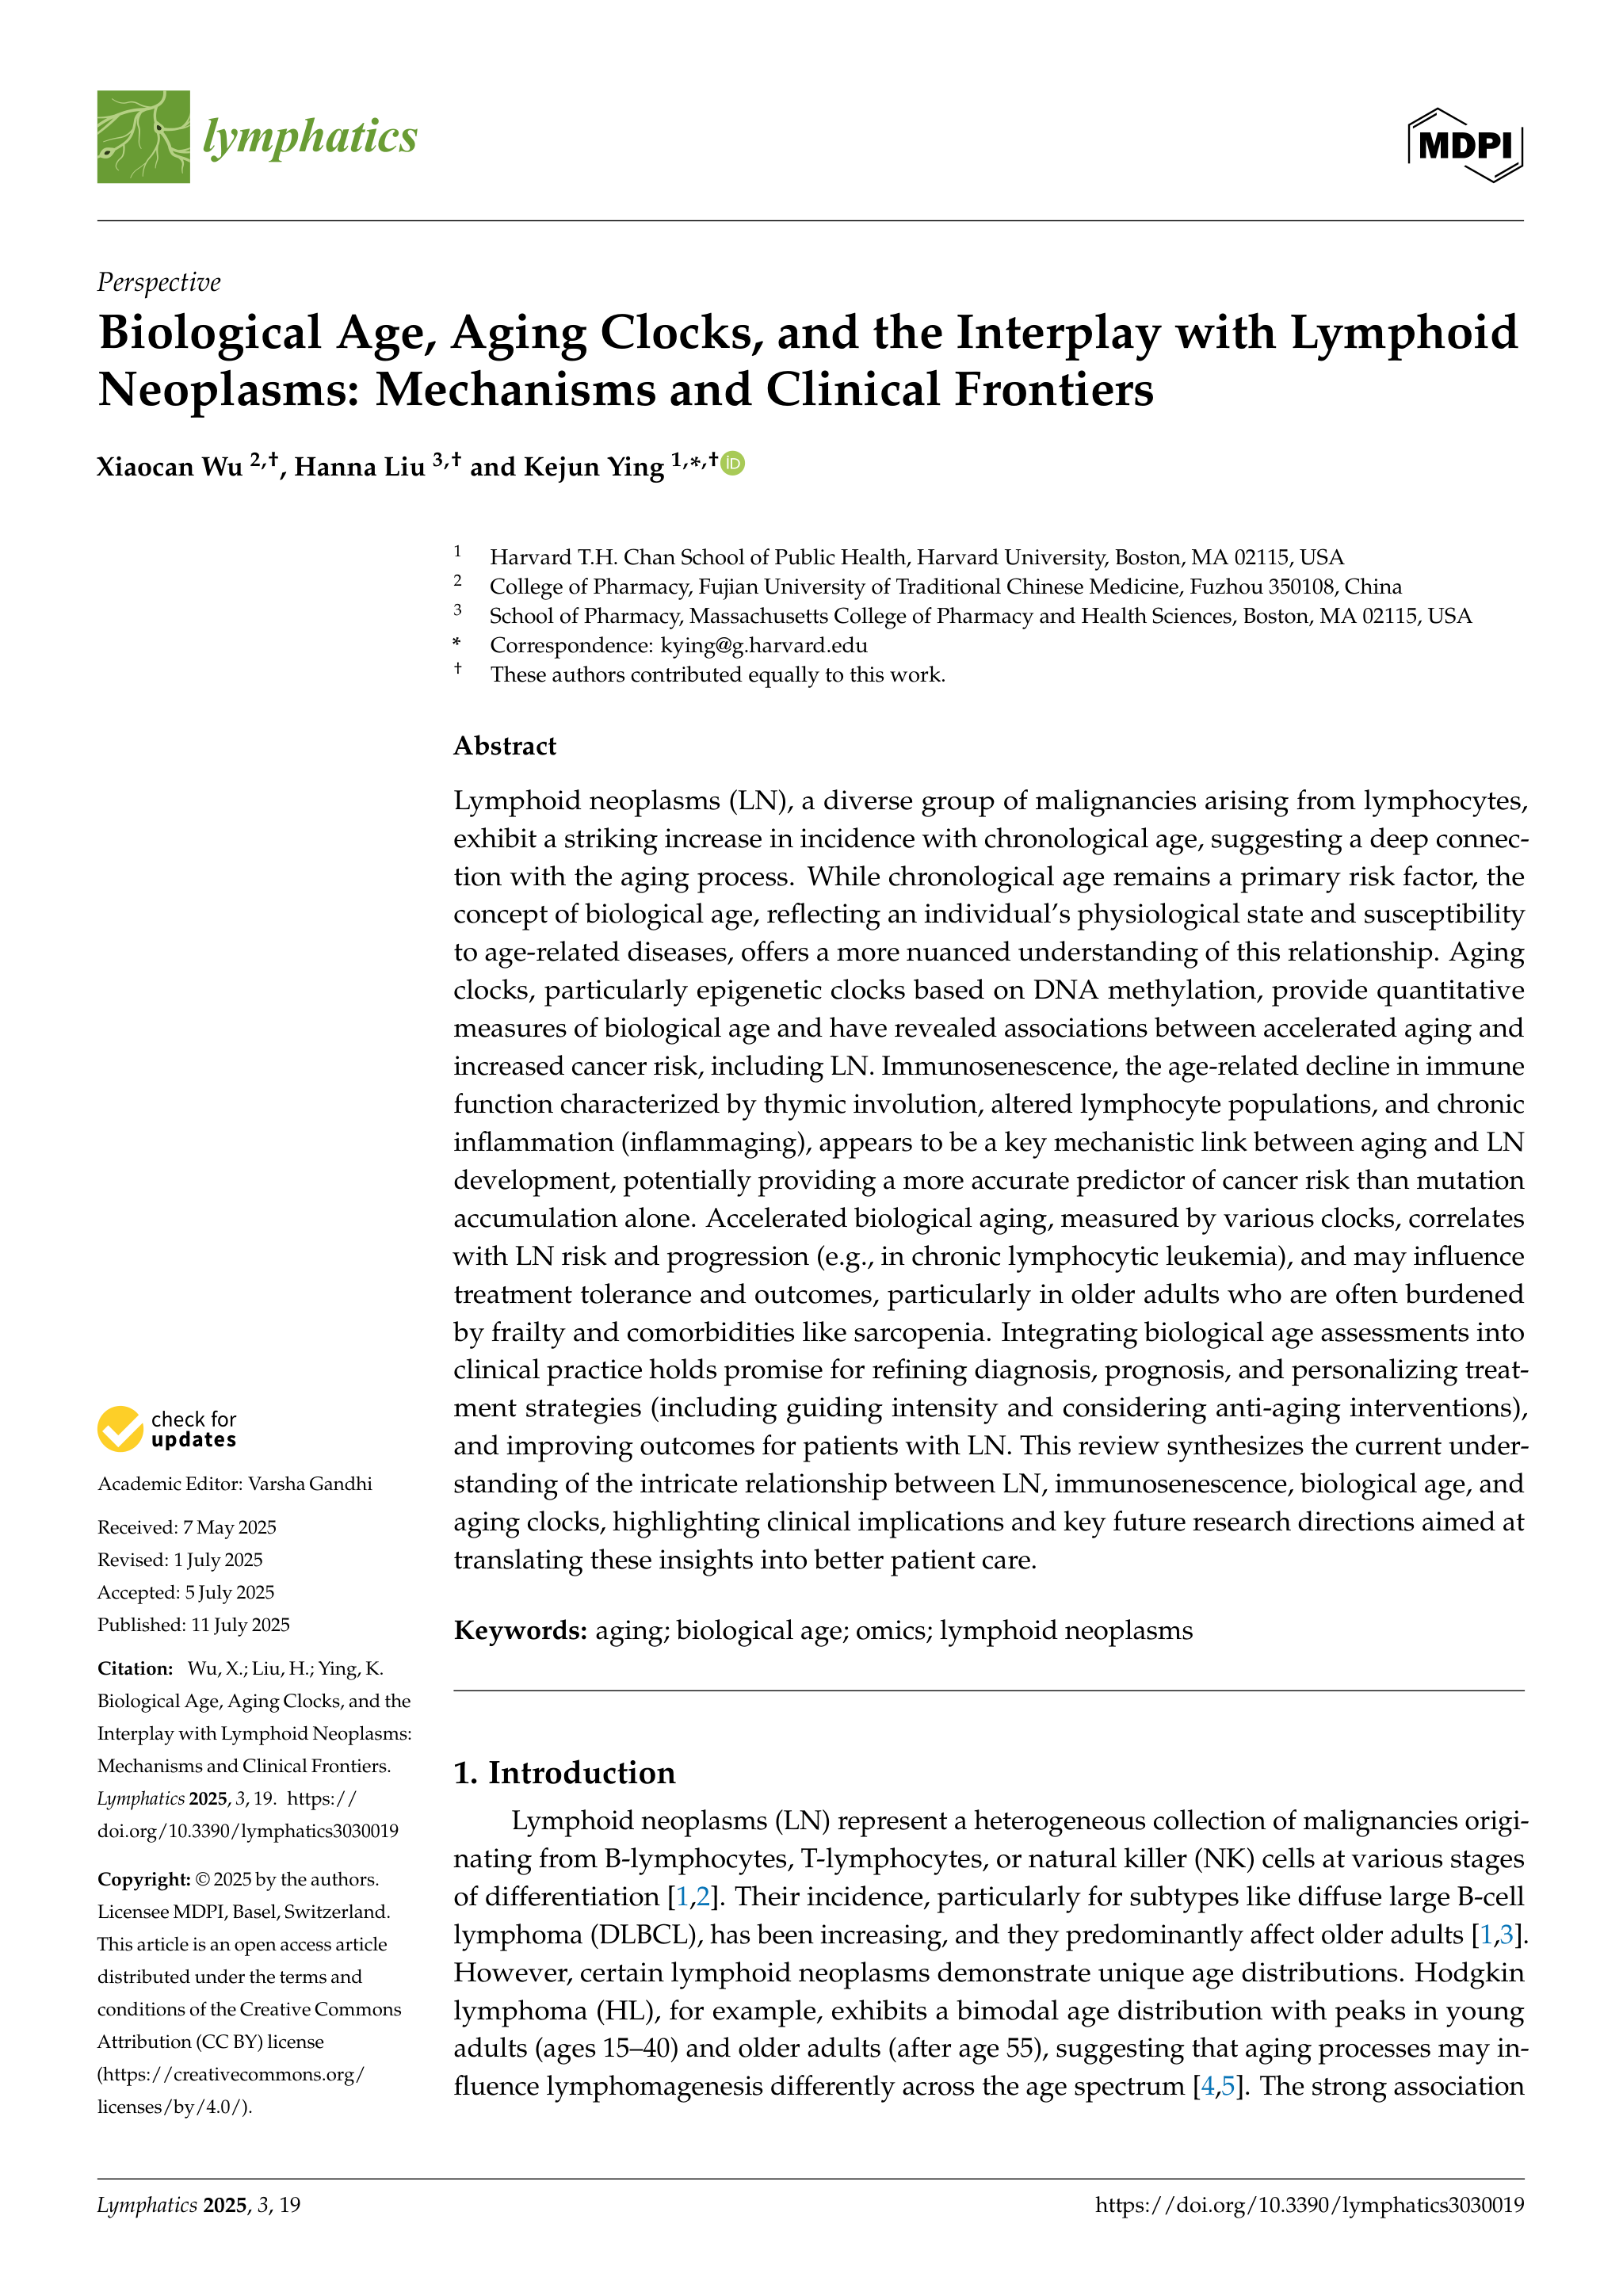 lymphatics
MDPI
Perspective
Biological Age, Aging Clocks, and the Interplay with Lymphoid
Neoplasms: Mechanisms and Clinical Frontiers
Xiaocan Wu 2,†, Hanna Liu 3,† and Kejun Ying 1,*,† iD
1 Harvard T.H. Chan School of Public Health, Harvard University, Boston, MA 02115, USA
2 College of Pharmacy, Fujian University of Traditional Chinese Medicine, Fuzhou 350108, China
3 School of Pharmacy, Massachusetts College of Pharmacy and Health Sciences, Boston, MA 02115, USA
* Correspondence: kying@g.harvard.edu
† These authors contributed equally to this work.
Abstract
Lymphoid neoplasms (LN), a diverse group of malignancies arising from lymphocytes,
exhibit a striking increase in incidence with chronological age, suggesting a deep connec-
tion with the aging process. While chronological age remains a primary risk factor, the
concept of biological age, reflecting an individual's physiological state and susceptibility
to age-related diseases, offers a more nuanced understanding of this relationship. Aging
clocks, particularly epigenetic clocks based on DNA methylation, provide quantitative
measures of biological age and have revealed associations between accelerated aging and
increased cancer risk, including LN. Immunosenescence, the age-related decline in immune
function characterized by thymic involution, altered lymphocyte populations, and chronic
inflammation (inflammaging), appears to be a key mechanistic link between aging and LN
development, potentially providing a more accurate predictor of cancer risk than mutation
accumulation alone. Accelerated biological aging, measured by various clocks, correlates
with LN risk and progression (e.g., in chronic lymphocytic leukemia), and may influence
treatment tolerance and outcomes, particularly in older adults who are often burdened
by frailty and comorbidities like sarcopenia. Integrating biological age assessments into
clinical practice holds promise for refining diagnosis, prognosis, and personalizing treat-
ment strategies (including guiding intensity and considering anti-aging interventions),
and improving outcomes for patients with LN. This review synthesizes the current under-
standing of the intricate relationship between LN, immunosenescence, biological age, and
aging clocks, highlighting clinical implications and key future research directions aimed at
translating these insights into better patient care.
Keywords: aging; biological age; omics; lymphoid neoplasms
check for
updates
Academic Editor: Varsha Gandhi
Received: 7 May 2025
Revised: 1 July 2025
Accepted: 5 July 2025
Published: 11 July 2025
Citation: Wu, X.; Liu, H.; Ying, K.
Biological Age, Aging Clocks, and the
Interplay with Lymphoid Neoplasms:
Mechanisms and Clinical Frontiers.
Lymphatics 2025, 3, 19. https://
doi.org/10.3390/lymphatics3030019
Copyright: © 2025 by the authors.
Licensee MDPI, Basel, Switzerland.
This article is an open access article
distributed under the terms and
conditions of the Creative Commons
Attribution (CC BY) license
(https://creativecommons.org/
licenses/by/4.0/).
1. Introduction
Lymphoid neoplasms (LN) represent a heterogeneous collection of malignancies origi-
nating from B-lymphocytes, T-lymphocytes, or natural killer (NK) cells at various stages
of differentiation [1,2]. Their incidence, particularly for subtypes like diffuse large B-cell
lymphoma (DLBCL), has been increasing, and they predominantly affect older adults [1,3].
However, certain lymphoid neoplasms demonstrate unique age distributions. Hodgkin
lymphoma (HL), for example, exhibits a bimodal age distribution with peaks in young
adults (ages 15–40) and older adults (after age 55), suggesting that aging processes may in-
fluence lymphomagenesis differently across the age spectrum [4,5]. The strong association
Lymphatics 2025, 3, 19
https://doi.org/10.3390/lymphatics3030019